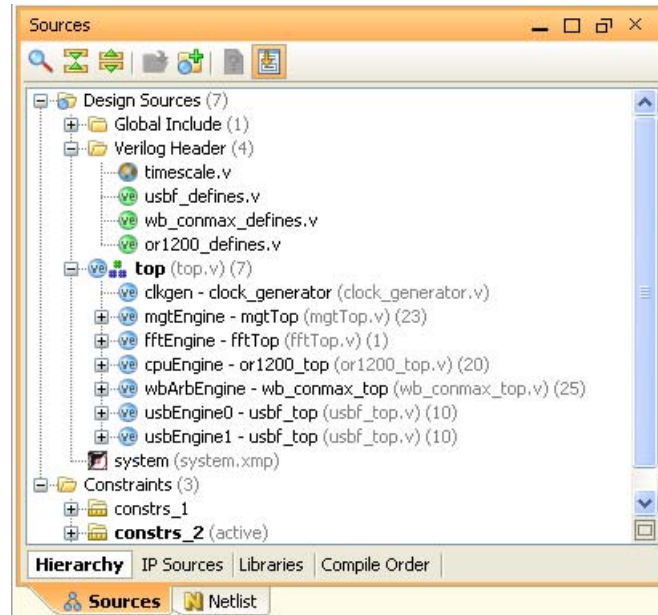 Sources
Design Sources (7)
Global Include (1)
Verilog Header (4)
timescale.v
usbf_defines.v
wb_conmax_defines.v
or1200_defines.v
top (top.v) (7)
clkgen - clock_generator (clock_generator.v)
mgtEngine - mgtTop (mgtTop.v) (23)
fftEngine - fftTop (fftTop.v) (1)
cpuEngine - or1200_top (or1200_top.v) (20)
wbArbEngine - wb_conmax_top (wb_conmax_top.v) (25)
usbEngine0 - usbf_top (usbf_top.v) (10)
usbEngine1 - usbf_top (usbf_top.v) (10)
system (system.xmp)
Constraints (3)
constrs_1
constrs_2 (active)
Hierarchy IP Sources Libraries Compile Order
Sources Netlist